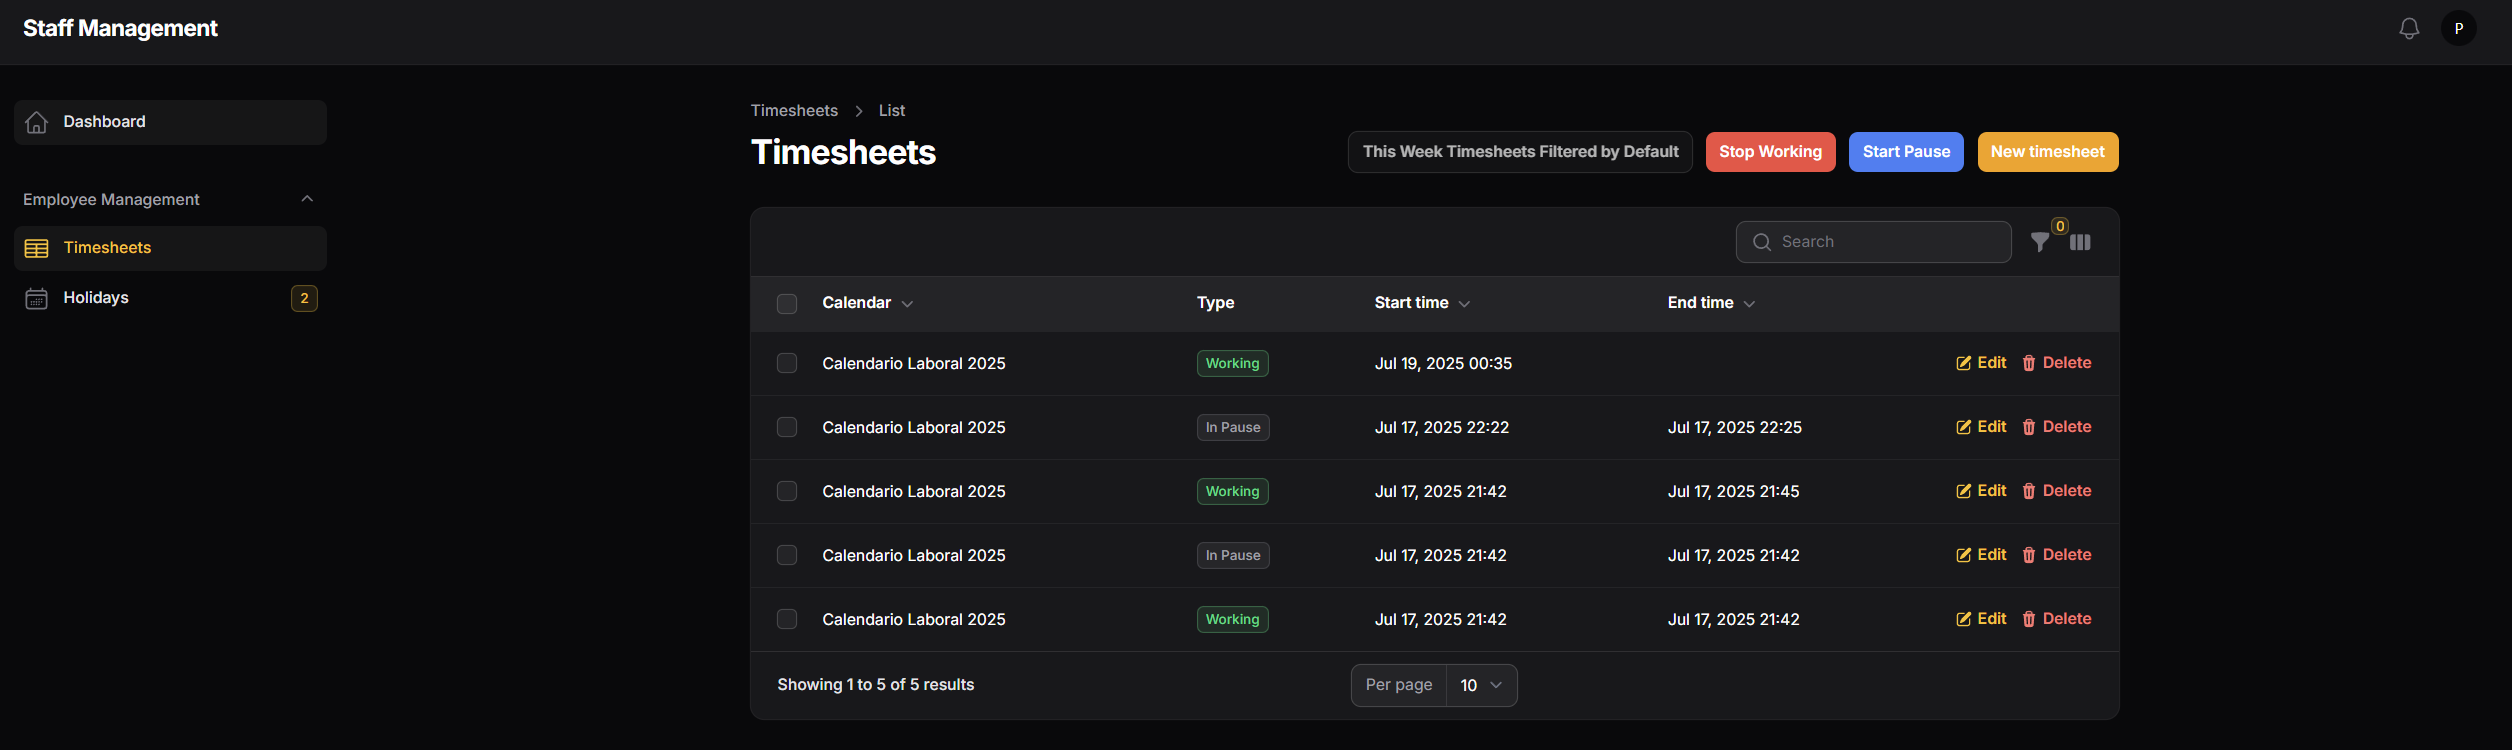 Staff Management
P
Dashboard
Employee Management
Timesheets
Holidays 2
Timesheets > List
Timesheets
This Week Timesheets Filtered by Default Stop Working Start Pause New timesheet
Search 0
Calendar Type Start time End time
Calendario Laboral 2025 Working Jul 19, 2025 00:35 Edit Delete
Calendario Laboral 2025 In Pause Jul 17, 2025 22:22 Jul 17, 2025 22:25 Edit Delete
Calendario Laboral 2025 Working Jul 17, 2025 21:42 Jul 17, 2025 21:45 Edit Delete
Calendario Laboral 2025 In Pause Jul 17, 2025 21:42 Jul 17, 2025 21:42 Edit Delete
Calendario Laboral 2025 Working Jul 17, 2025 21:42 Jul 17, 2025 21:42 Edit Delete
Showing 1 to 5 of 5 results Per page 10